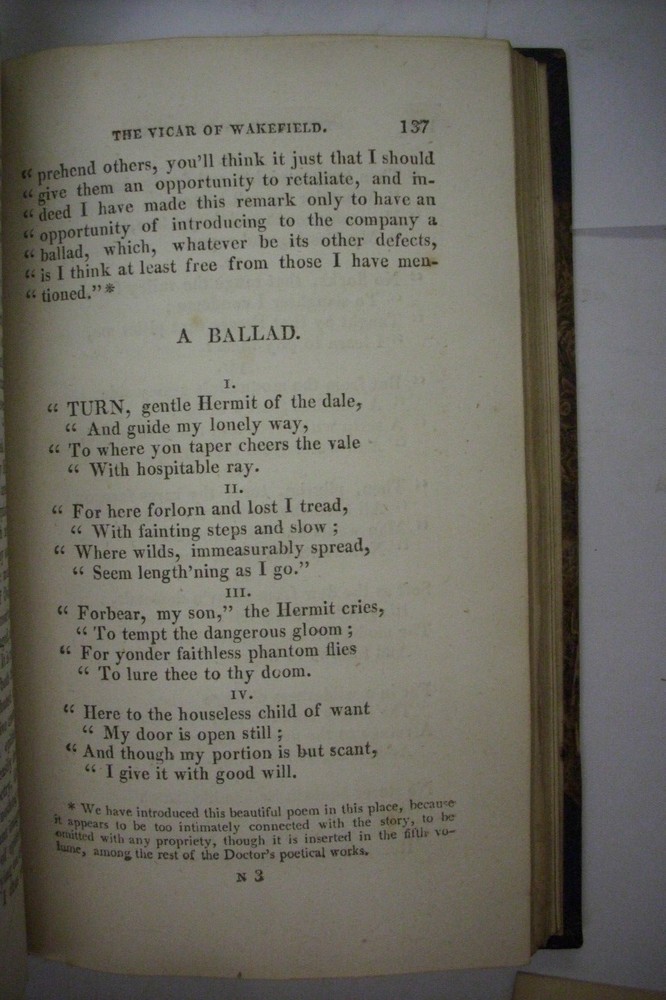 THE VICAR OF WAKEFIELD. 137
“ prehend others, you'll think it just that I should
“ give them an opportunity to retaliate, and in-
“ deed I have made this remark only to have an
“ opportunity of introducing to the company a
“ ballad, which, whatever be its other defects,
“ is I think at least free from those I have men-
“ tioned.”*
A BALLAD.
I.
“ TURN, gentle Hermit of the dale,
“ And guide my lonely way,
“ To where yon taper cheers the vale
“ With hospitable ray.
II.
“ For here forlorn and lost I tread,
“ With fainting steps and slow ;
“ Where wilds, immeasurably spread,
“ Seem length'ning as I go.”
III.
“ Forbear, my son,” the Hermit cries,
“ To tempt the dangerous gloom ;
“ For yonder faithless phantom flies
“ To lure thee to thy doom.
IV.
“ Here to the houseless child of want
“ My door is open still ;
“ And though my portion is but scant,
“ I give it with good will.
* We have introduced this beautiful poem in this place, because
it appears to be too intimately connected with the story, to be
omitted with any propriety, though it is inserted in the fifth vo-
lume, among the rest of the Doctor's poetical works.
N 3